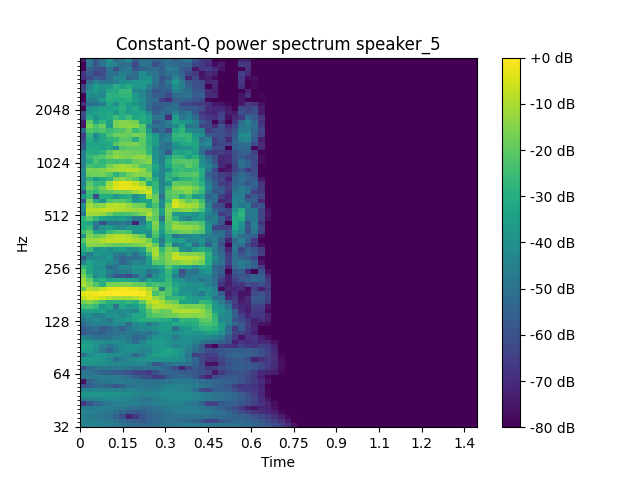 Constant-Q power spectrum speaker_5
Hz
2048
1024
512
256
128
64
32
0 0.15 0.3 0.45 0.6 0.75 0.9 1.1 1.2 1.4
Time
+0 dB
-10 dB
-20 dB
-30 dB
-40 dB
-50 dB
-60 dB
-70 dB
-80 dB